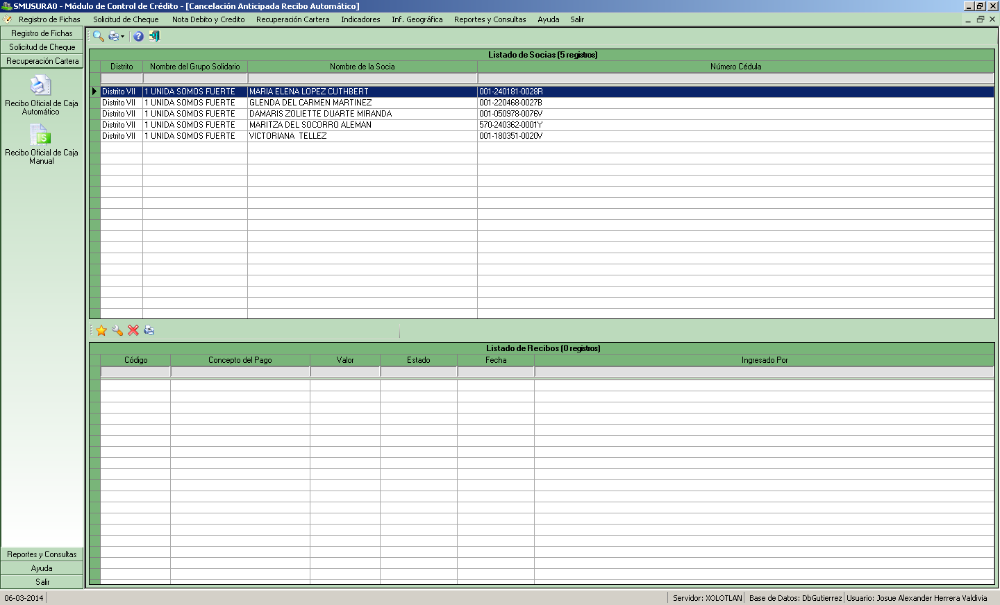 SMUSURA0 - Módulo de Control de Crédito - [Cancelación Anticipada Recibo Automático]
Registro de Fichas Solicitud de Cheque Nota Debito y Credito Recuperación Cartera Indicadores Inf. Geográfica Reportes y Consultas Ayuda Salir
Registro de Fichas
Solicitud de Cheque
Recuperación Cartera
Recibo Oficial de Caja
Automático
Recibo Oficial de Caja
Manual
Reportes y Consultas
Ayuda
Salir
Listado de Socias (5 registros)
Distrito Nombre del Grupo Solidario Nombre de la Socia Número Cédula
Distrito VII 1 UNIDA SOMOS FUERTE MARIA ELENA LOPEZ CUTHBERT 001-240181-0028R
Distrito VII 1 UNIDA SOMOS FUERTE GLENDA DEL CARMEN MARTINEZ 001-220468-0027B
Distrito VII 1 UNIDA SOMOS FUERTE DAMARIS ZOLIETTE DUARTE MIRANDA 001-050978-0076V
Distrito VII 1 UNIDA SOMOS FUERTE MARITZA DEL SOCORRO ALEMAN 570-240362-0001Y
Distrito VII 1 UNIDA SOMOS FUERTE VICTORIANA  TELLEZ 001-180351-0020V
Listado de Recibos (0 registros)
Código Concepto del Pago Valor Estado Fecha Ingresado Por
06-03-2014 Servidor: XOLOTLAN Base de Datos: DbGutierrez Usuario: Josue Alexander Herrera Valdivia